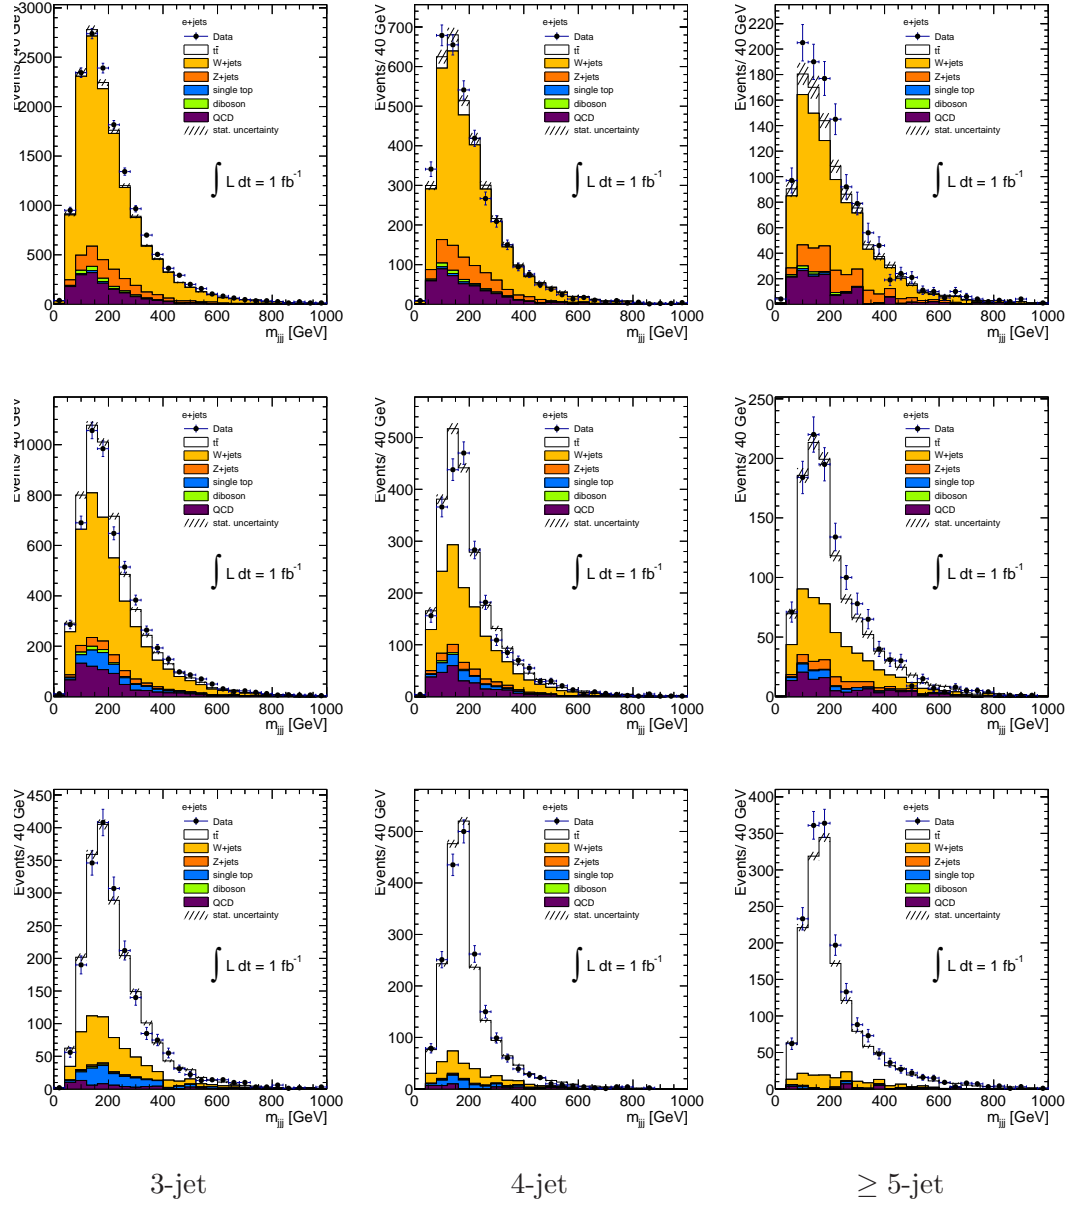 Events/ 40 GeV
3000
2500
2000
1500
1000
500
0
0 200 400 600 800 1000
m_jjj [GeV]
e+jets
Data
tt̄
W+jets
Z+jets
single top
diboson
QCD
stat. uncertainty
∫ L dt = 1 fb⁻¹
Events/ 40 GeV
700
600
500
400
300
200
100
0
0 200 400 600 800 1000
m_jjj [GeV]
e+jets
Data
tt̄
W+jets
Z+jets
single top
diboson
QCD
stat. uncertainty
∫ L dt = 1 fb⁻¹
Events/ 40 GeV
220
200
180
160
140
120
100
80
60
40
20
0
0 200 400 600 800 1000
m_jjj [GeV]
e+jets
Data
tt̄
W+jets
Z+jets
single top
diboson
QCD
stat. uncertainty
∫ L dt = 1 fb⁻¹
Events/ 40 GeV
1000
800
600
400
200
0
0 200 400 600 800 1000
m_jjj [GeV]
e+jets
Data
tt̄
W+jets
Z+jets
single top
diboson
QCD
stat. uncertainty
∫ L dt = 1 fb⁻¹
Events/ 40 GeV
500
400
300
200
100
0
0 200 400 600 800 1000
m_jjj [GeV]
e+jets
Data
tt̄
W+jets
Z+jets
single top
diboson
QCD
stat. uncertainty
∫ L dt = 1 fb⁻¹
Events/ 40 GeV
250
200
150
100
50
0
0 200 400 600 800 1000
m_jjj [GeV]
e+jets
Data
tt̄
W+jets
Z+jets
single top
diboson
QCD
stat. uncertainty
∫ L dt = 1 fb⁻¹
Events/ 40 GeV
450
400
350
300
250
200
150
100
50
0
0 200 400 600 800 1000
m_jjj [GeV]
e+jets
Data
tt̄
W+jets
Z+jets
single top
diboson
QCD
stat. uncertainty
∫ L dt = 1 fb⁻¹
Events/ 40 GeV
500
400
300
200
100
0
0 200 400 600 800 1000
m_jjj [GeV]
e+jets
Data
tt̄
W+jets
Z+jets
single top
diboson
QCD
stat. uncertainty
∫ L dt = 1 fb⁻¹
Events/ 40 GeV
400
350
300
250
200
150
100
50
0
0 200 400 600 800 1000
m_jjj [GeV]
e+jets
Data
tt̄
W+jets
Z+jets
single top
diboson
QCD
stat. uncertainty
∫ L dt = 1 fb⁻¹
3-jet 4-jet ≥ 5-jet